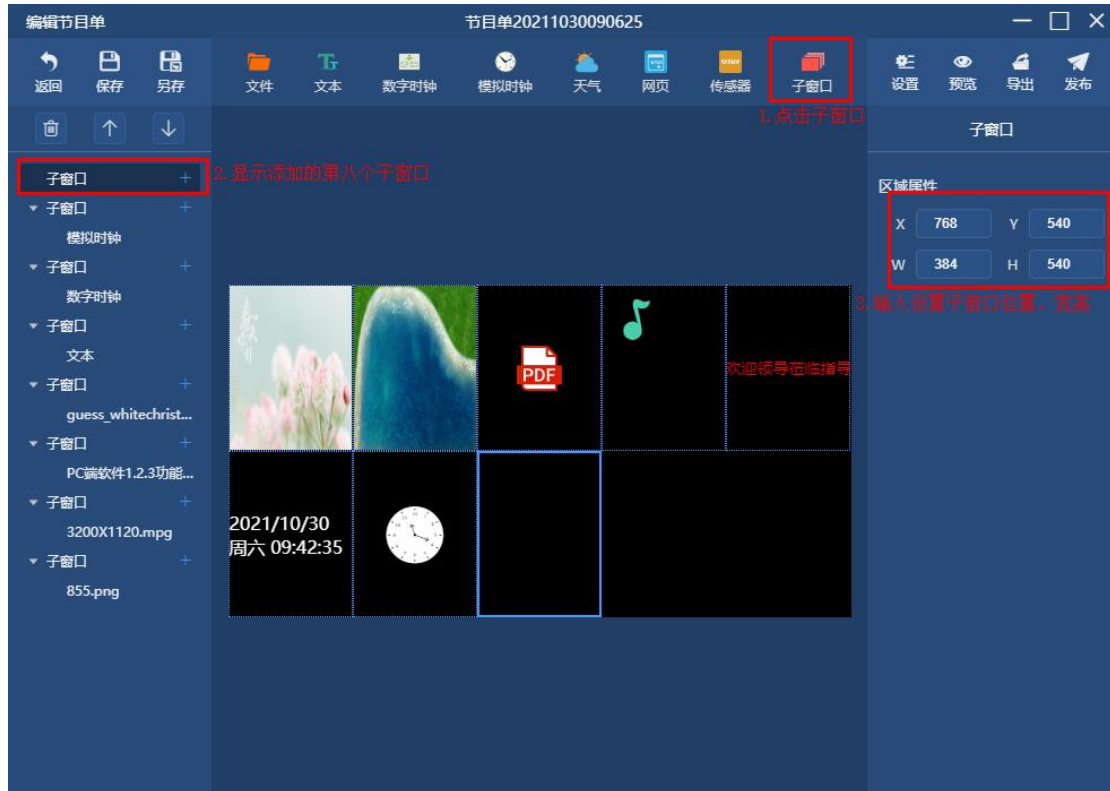 编辑节目单
节目单20211030090625
返回 保存 另存 文件 文本 数字时钟 模拟时钟 天气 网页 传感器 子窗口 设置 预览 导出 发布
1.点击子窗口
子窗口
子窗口
2.显示添加的第八个子窗口
区域属性
X 768 Y 540
W 384 H 540
3.输入设置子窗口位置、宽高
子窗口
模拟时钟
子窗口
数字时钟
子窗口
文本
子窗口
guess_whitechrist...
子窗口
PC端软件1.2.3功能...
子窗口
3200X1120.mpg
子窗口
855.png
PDF
欢迎领导莅临指导
2021/10/30
周六 09:42:35